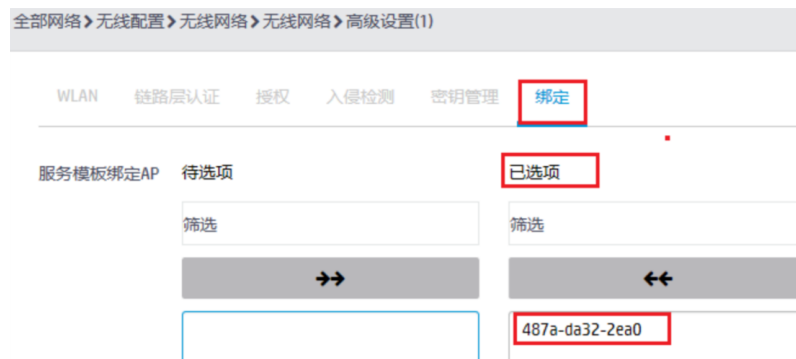 全部网络>无线配置>无线网络>无线网络>高级设置(1)
WLAN 链路层认证 授权 入侵检测 密钥管理 绑定
服务模板绑定AP 待选项 已选项
筛选 筛选
→→ ←←
487a-da32-2ea0